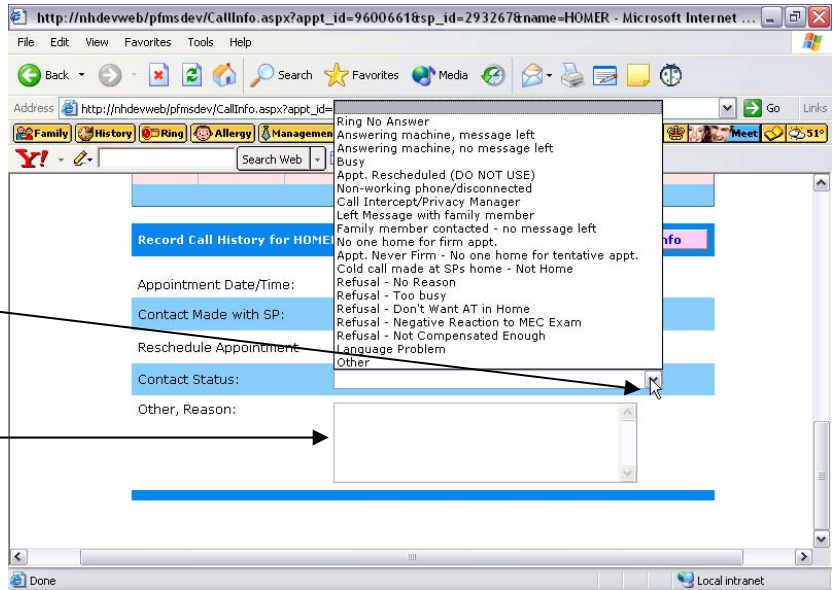 http://nhdevweb/pfmsdev/CallInfo.aspx?appt_id=9600661&sp_id=293267&name=HOMER - Microsoft Internet ...
File Edit View Favorites Tools Help
Back Search Favorites Media
Address http://nhdevweb/pfmsdev/CallInfo.aspx?appt_id= Go Links
Family History Ring Allergy Managemen Meet 51°
Y! Search Web
Ring No Answer
Answering machine, message left
Answering machine, no message left
Busy
Appt. Rescheduled (DO NOT USE)
Non-working phone/disconnected
Call Intercept/Privacy Manager
Left Message with family member
Family member contacted - no message left
No one home for firm appt.
Appt. Never Firm - No one home for tentative appt.
Cold call made at SPs home - Not Home
Refusal - No Reason
Refusal - Too busy
Refusal - Don't Want AT in Home
Refusal - Negative Reaction to MEC Exam
Refusal - Not Compensated Enough
Language Problem
Other
Record Call History for HOMER nfo
Appointment Date/Time:
Contact Made with SP:
Reschedule Appointment
Contact Status:
Other, Reason:
Done Local intranet